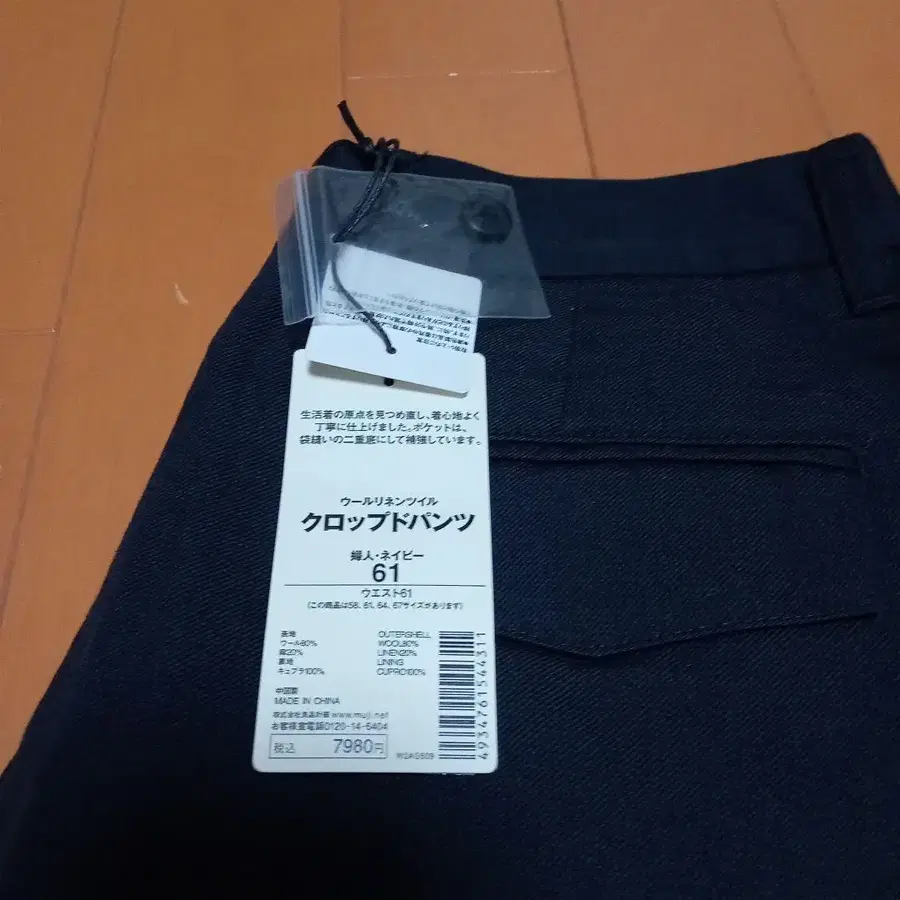 生活着の原点を見つめ直し、着心地よく
丁寧に仕上げました。ポケットは、
袋縫いの二重底にして補強しています。
ウールリネンツイル
クロップドパンツ
婦人・ネイビー
61
ウエスト61
(この商品は58、61、64、67サイズがあります)
表地 OUTERSHELL
ウール80% WOOL80%
麻20% LINEN20%
裏地 LINING
キュプラ100% CUPRO100%
中国製
MADE IN CHINA
株式会社良品計画 www.muji.net
お客様室電話0120-14-6404
税込 7980円
4934761544311